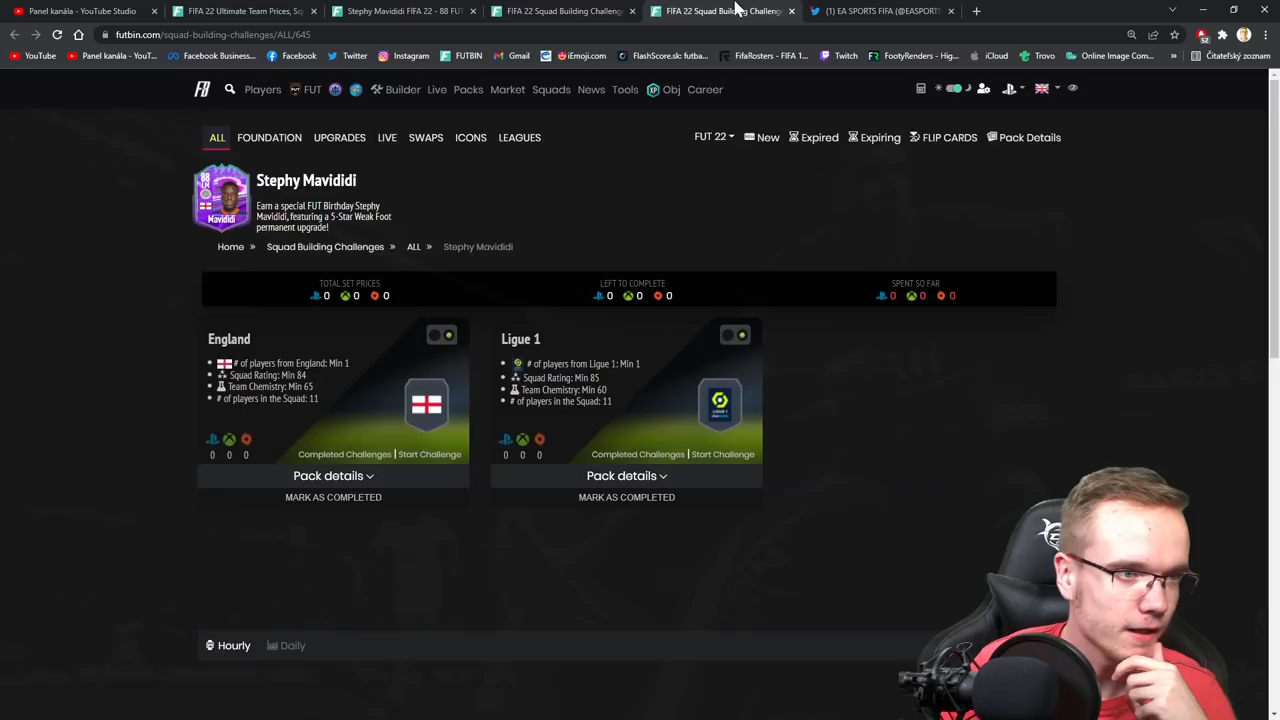 Panel kanála - YouTube Studio
FIFA 22 Ultimate Team Prices, Sq
Stephy Mavididi FIFA 22 - 88
FIFA 22 Squad Building Challenge
FIFA 22 Squad Building Challeng
(1) EA SPORTS FIFA (@EASPORTS
futbin.com/squad-building-challenges/ALL/645
52
YouTube
Panel kanála - YouT...
Facebook Business...
Facebook
Twitter
Instagram
FUTBIN
Gmail
iEmoji.com
FlashScore.sk: futba...
FifaRosters - FIFA 1...
Twitch
FootyRenders - Hig...
iCloud
Trovo
Online Image Com...
»
Čitateľský zoznam
Players
FUT
Builder
Live
Packs
Market
Squads
News
Tools
XP
Obj
Career
ALL
FOUNDATION
UPGRADES
LIVE
SWAPS
ICONS
LEAGUES
FUT 22
New
Expired
Expiring
FLIP CARDS
Pack Details
88
LM
Mavididi
Stephy Mavididi
Earn a special FUT Birthday Stephy
Mavididi, featuring a 5-Star Weak Foot
permanent upgrade!
Home » Squad Building Challenges » ALL » Stephy Mavididi
TOTAL SET PRICES
0 0 0
LEFT TO COMPLETE
0 0 0
SPENT SO FAR
0 0 0
England
# of players from England: Min 1
Squad Rating: Min 84
Team Chemistry: Min 65
# of players in the Squad: 11
0 0 0
Completed Challenges | Start Challenge
Pack details
MARK AS COMPLETED
Ligue 1
# of players from Ligue 1: Min 1
Squad Rating: Min 85
Team Chemistry: Min 60
# of players in the Squad: 11
0 0 0
Completed Challenges | Start Challenge
Pack details
MARK AS COMPLETED
Hourly
Daily